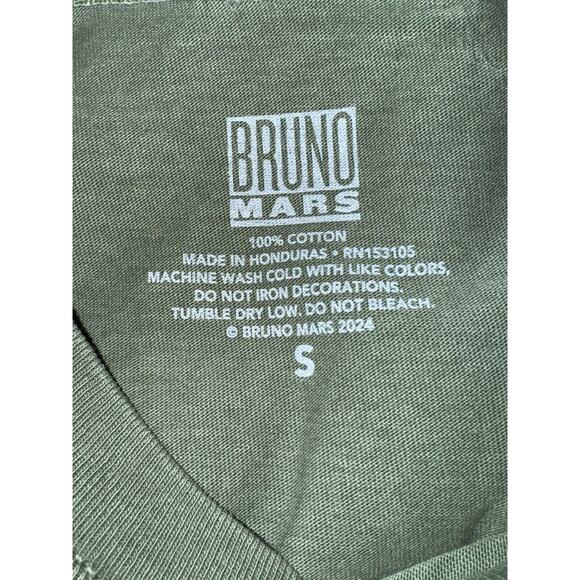 BRUNO
MARS
100% COTTON
MADE IN HONDURAS • RN153105
MACHINE WASH COLD WITH LIKE COLORS,
DO NOT IRON DECORATIONS.
TUMBLE DRY LOW. DO NOT BLEACH.
© BRUNO MARS 2024
S